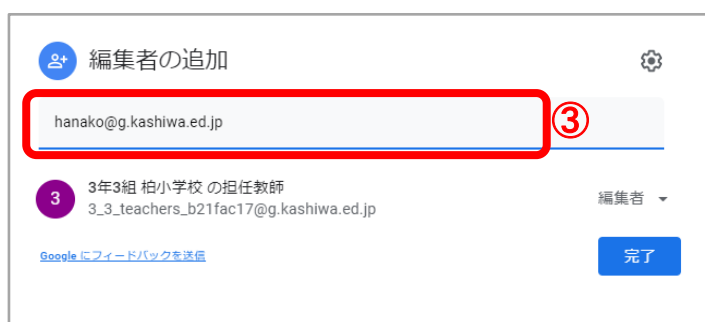 編集者の追加
hanako@g.kashiwa.ed.jp
③
3
3年3組 柏小学校 の担任教師
3_3_teachers_b21fac17@g.kashiwa.ed.jp
編集者
Google にフィードバックを送信
完了